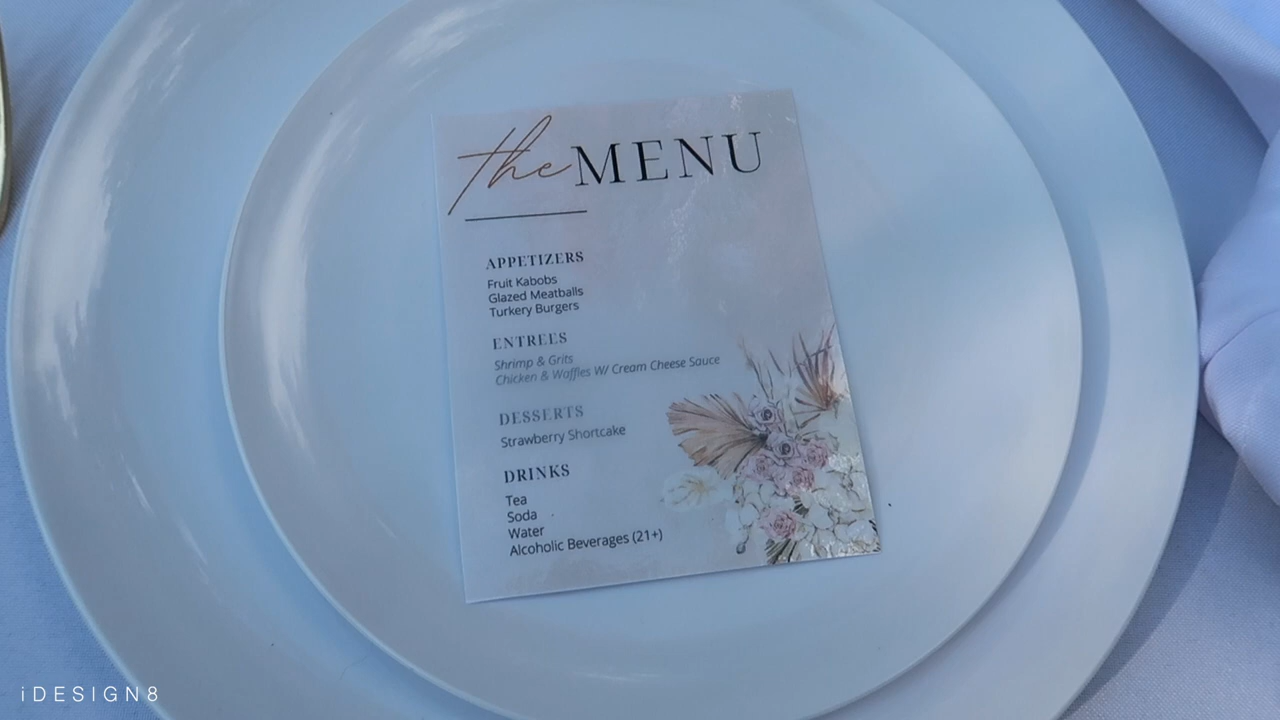 the MENU
APPETIZERS
Fruit Kabobs
Glazed Meatballs
Turkery Burgers
ENTREES
Shrimp & Grits
Chicken & Waffles W/ Cream Cheese Sauce
DESSERTS
Strawberry Shortcake
DRINKS
Tea
Soda
Water
Alcoholic Beverages (21+)
iDESIGN8